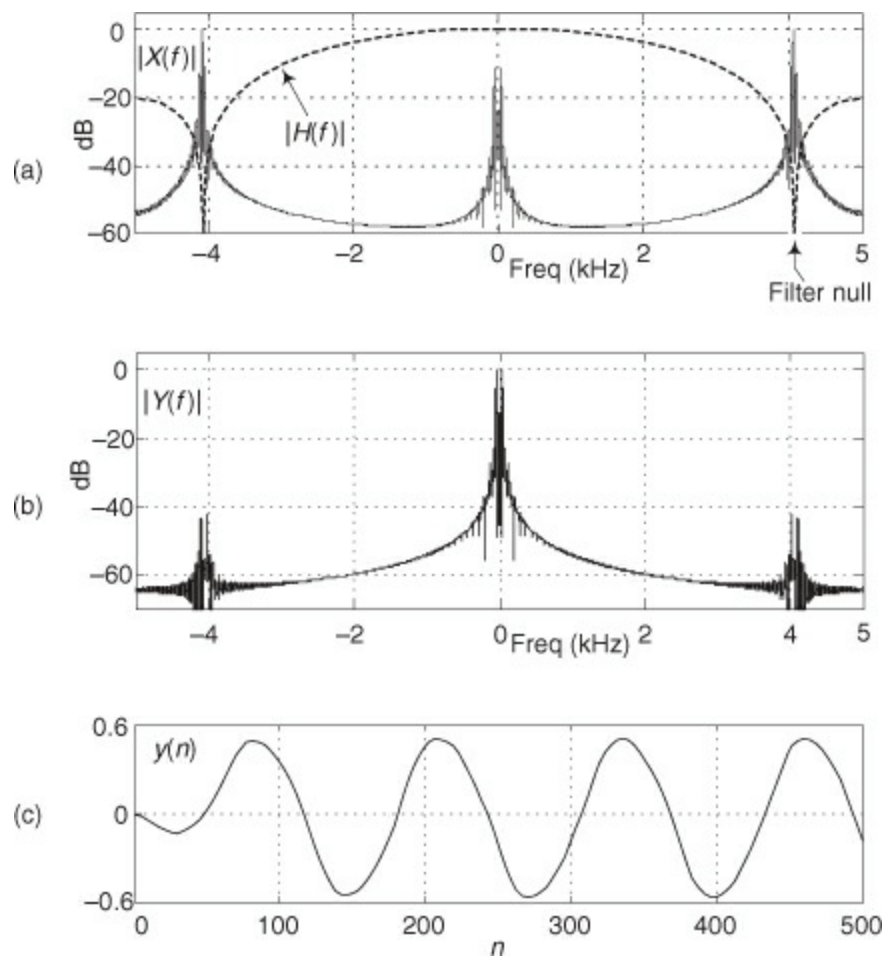 0
|X(f)|
−20
|H(f)|
dB
(a)
−40
−60
−4
−2
0
Freq (kHz)
2
4
5
Filter null
0
|Y(f)|
−20
dB
(b)
−40
−60
−4
−2
0
Freq (kHz)
2
4
5
0.6
y(n)
(c)
0
−0.6
0
100
200
300
400
500
n